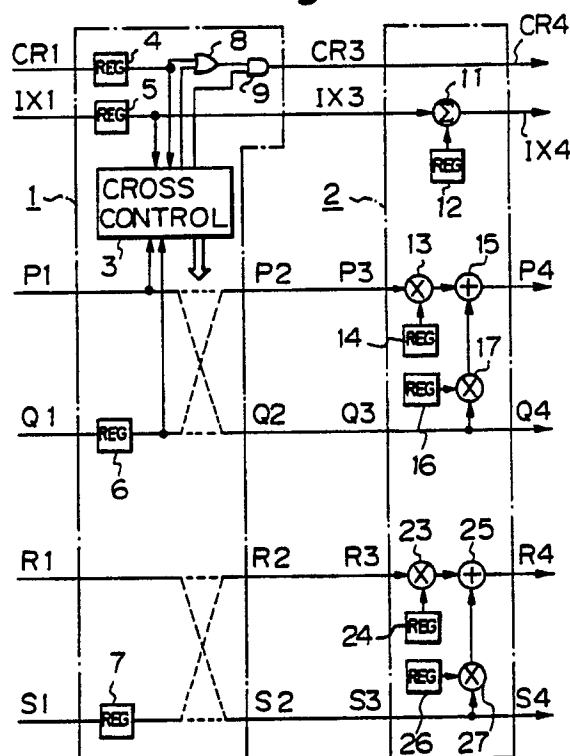 CR1 REG 4 8 CR3 CR4
9
IX1 REG 5 IX3 Σ 11 IX4
REG 12
1 CROSS CONTROL 3 2
P1 P2 P3 X 13 + 15 P4
14 REG
REG 16 X 17
Q1 REG 6 Q2 Q3 Q4
R1 R2 R3 X 23 + 25 R4
24 REG
REG 26 X 27
S1 REG 7 S2 S3 S4